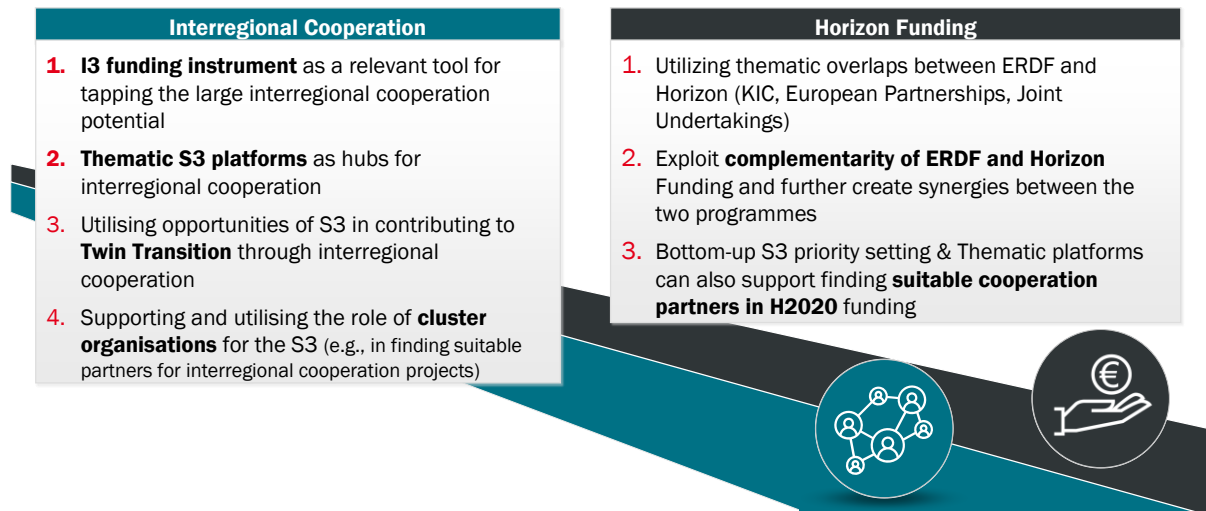 Interregional Cooperation
1. I3 funding instrument as a relevant tool for
tapping the large interregional cooperation
potential
2. Thematic S3 platforms as hubs for
interregional cooperation
3. Utilising opportunities of S3 in contributing to
Twin Transition through interregional
cooperation
4. Supporting and utilising the role of cluster
organisations for the S3 (e.g., in finding suitable
partners for interregional cooperation projects)
Horizon Funding
1. Utilizing thematic overlaps between ERDF and
Horizon (KIC, European Partnerships, Joint
Undertakings)
2. Exploit complementarity of ERDF and Horizon
Funding and further create synergies between the
two programmes
3. Bottom-up S3 priority setting & Thematic platforms
can also support finding suitable cooperation
partners in H2020 funding
€